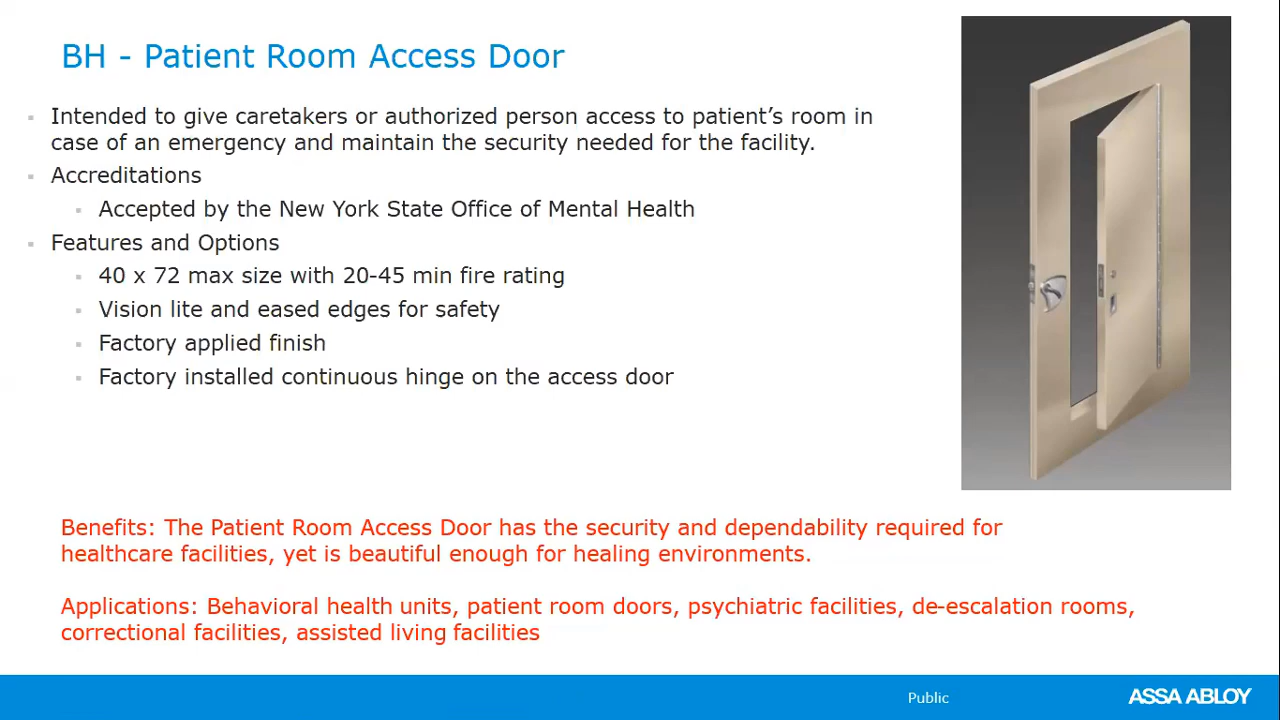 BH - Patient Room Access Door
Intended to give caretakers or authorized person access to patient’s room in
case of an emergency and maintain the security needed for the facility.
Accreditations
Accepted by the New York State Office of Mental Health
Features and Options
40 x 72 max size with 20-45 min fire rating
Vision lite and eased edges for safety
Factory applied finish
Factory installed continuous hinge on the access door
Benefits: The Patient Room Access Door has the security and dependability required for
healthcare facilities, yet is beautiful enough for healing environments.
Applications: Behavioral health units, patient room doors, psychiatric facilities, de-escalation rooms,
correctional facilities, assisted living facilities
Public
ASSA ABLOY